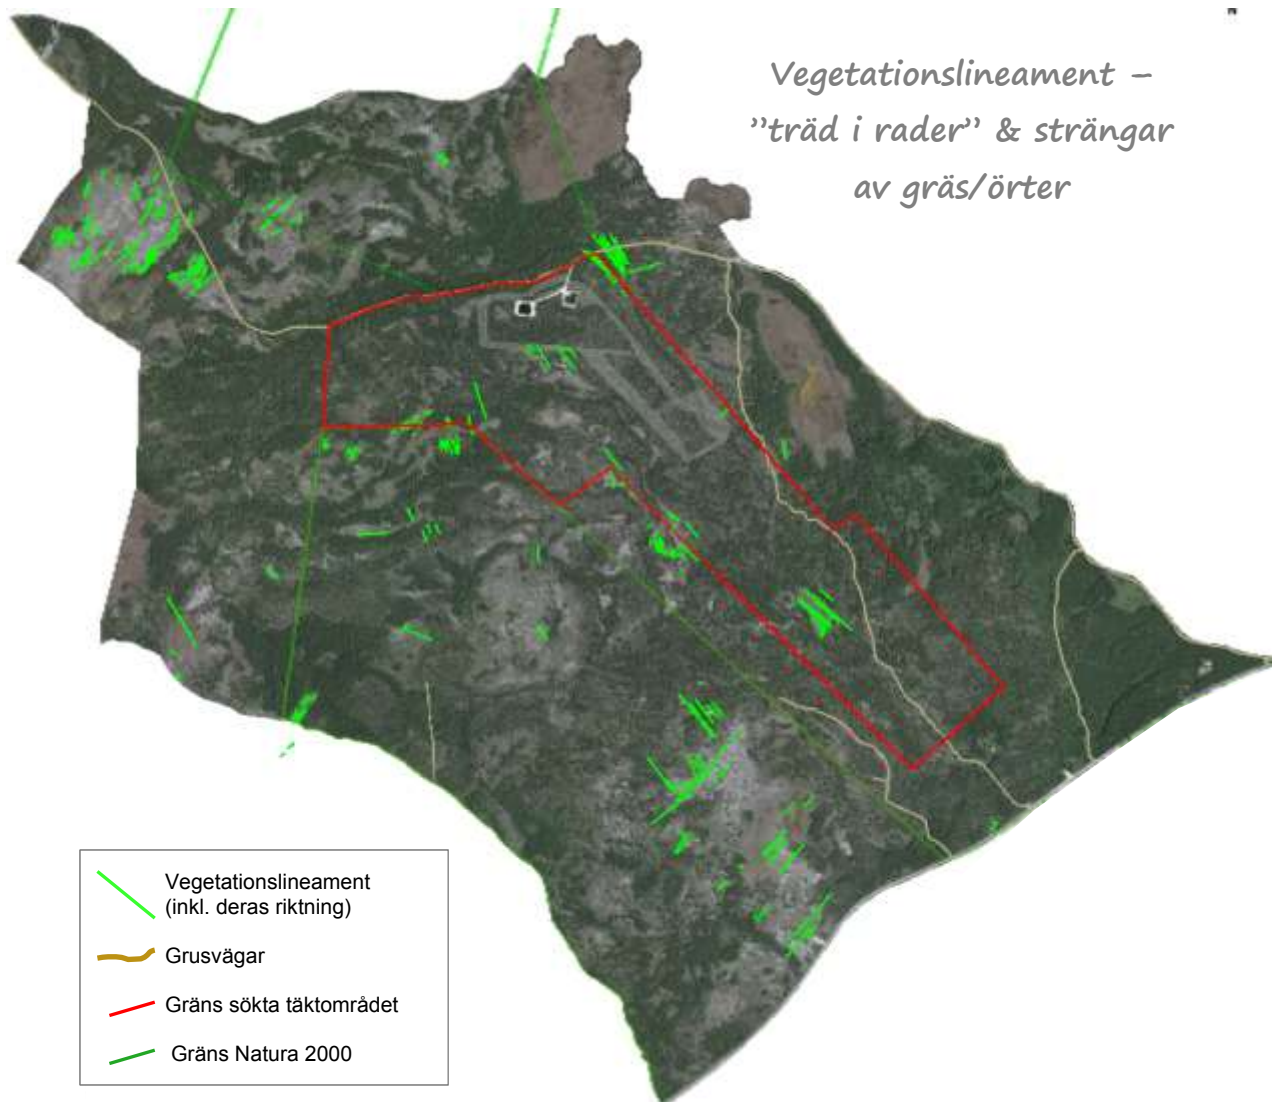 Vegetationslineament –
”träd i rader” & strängar
av gräs/örter
Vegetationslineament
(inkl. deras riktning)
Grusvägar
Gräns sökta täktområdet
Gräns Natura 2000